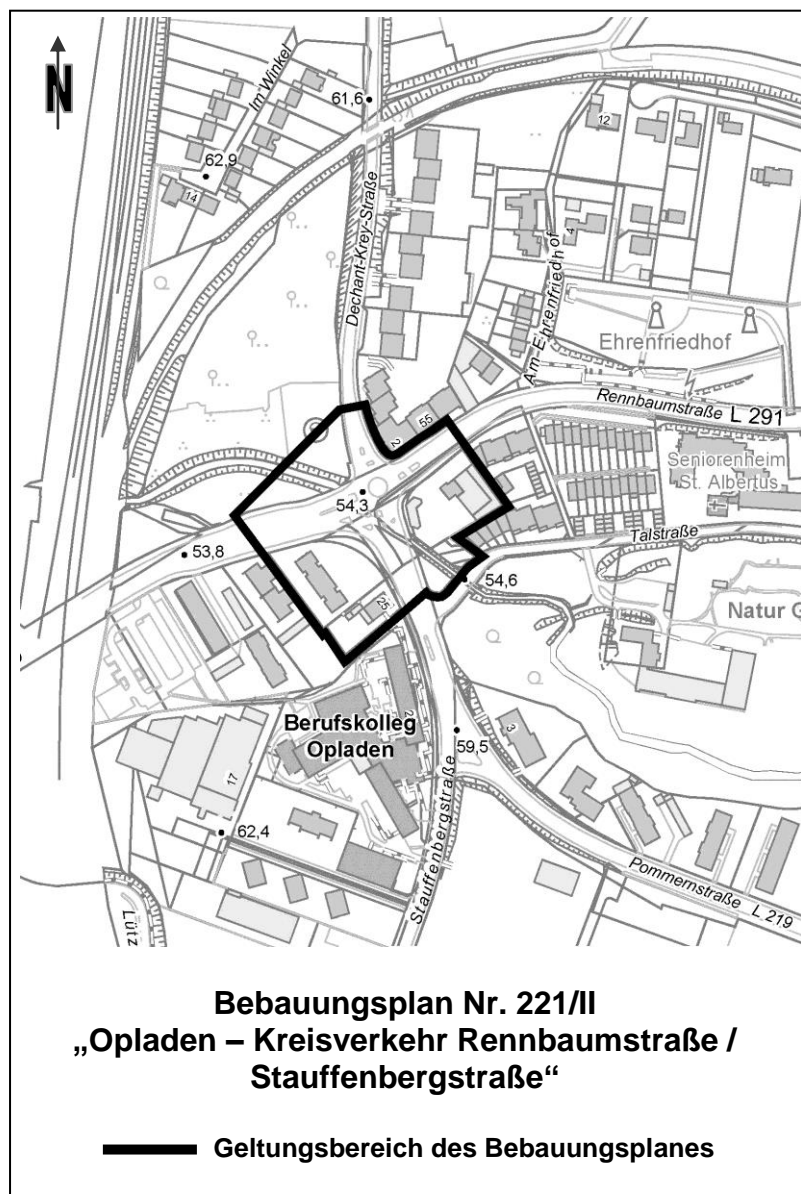 N
Im Winkel
61,6
62,9
14
12
4
Dechant-Krey-Straße
Am-Ehrenfriedhof
Ehrenfriedhof
Rennbaumstraße L 291
55
2
Seniorenheim
St. Albertus
54,3
53,8
Talstraße
54,6
25
Natur G
Berufskolleg
Opladen
3
59,5
17
62,4
Stauffenbergstraße
Pommernstraße L 219
Lütz
Bebauungsplan Nr. 221/II
„Opladen – Kreisverkehr Rennbaumstraße /
Stauffenbergstraße“
Geltungsbereich des Bebauungsplanes